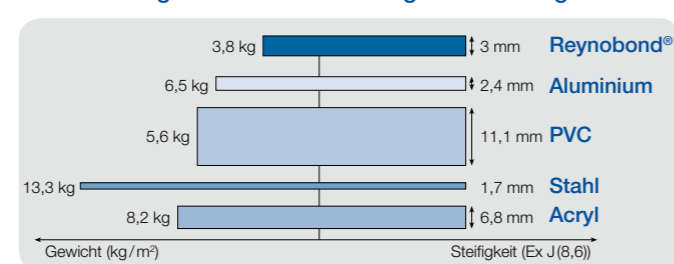 3,8 kg 3 mm Reynobond®
6,5 kg 2,4 mm Aluminium
5,6 kg 11,1 mm PVC
13,3 kg 1,7 mm Stahl
8,2 kg 6,8 mm Acryl
Gewicht (kg/m²) Steifigkeit (Ex J(8,6))